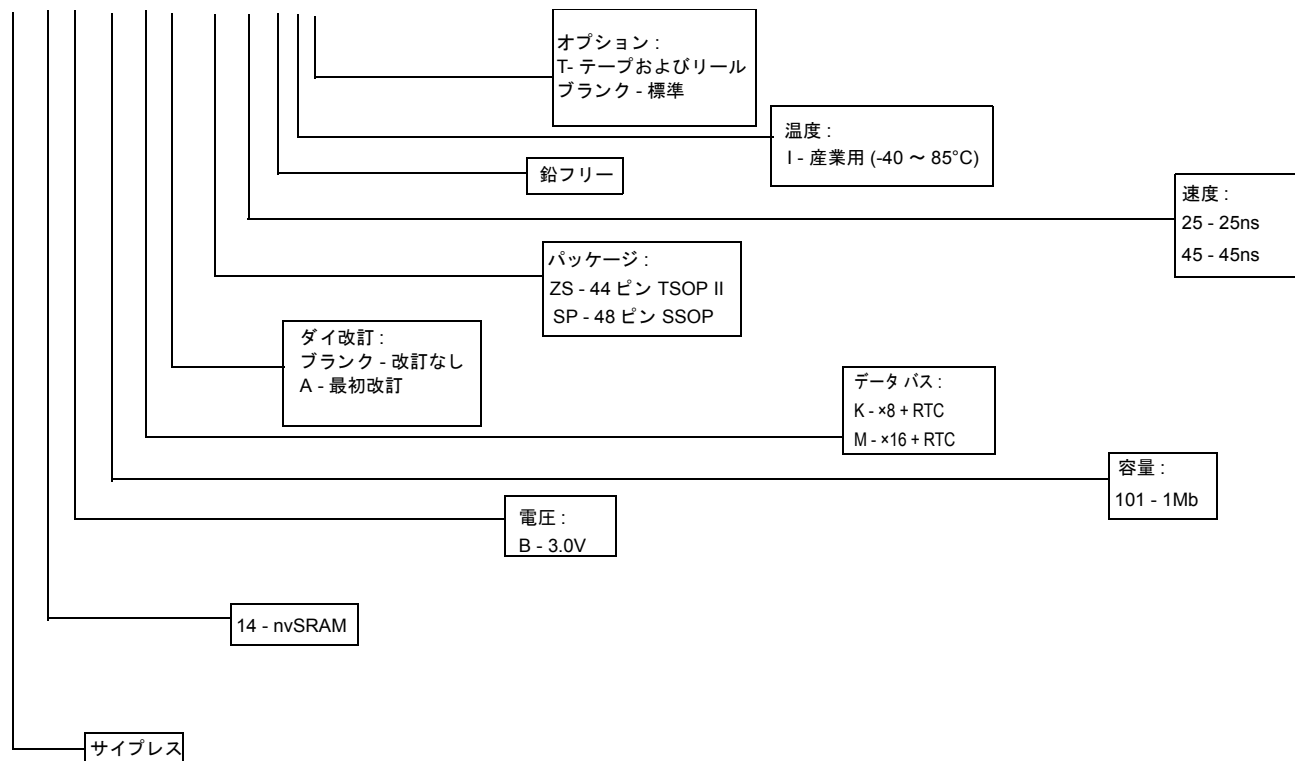 オプション :
T- テープおよびリール
ブランク - 標準
温度 :
I - 産業用 (-40 ～ 85°C)
鉛フリー
速度 :
25 - 25ns
45 - 45ns
パッケージ :
ZS - 44 ピン TSOP II
SP - 48 ピン SSOP
ダイ改訂 :
ブランク - 改訂なし
A - 最初改訂
データ バス :
K - ×8 + RTC
M - ×16 + RTC
容量 :
101 - 1Mb
電圧 :
B - 3.0V
14 - nvSRAM
サイプレス